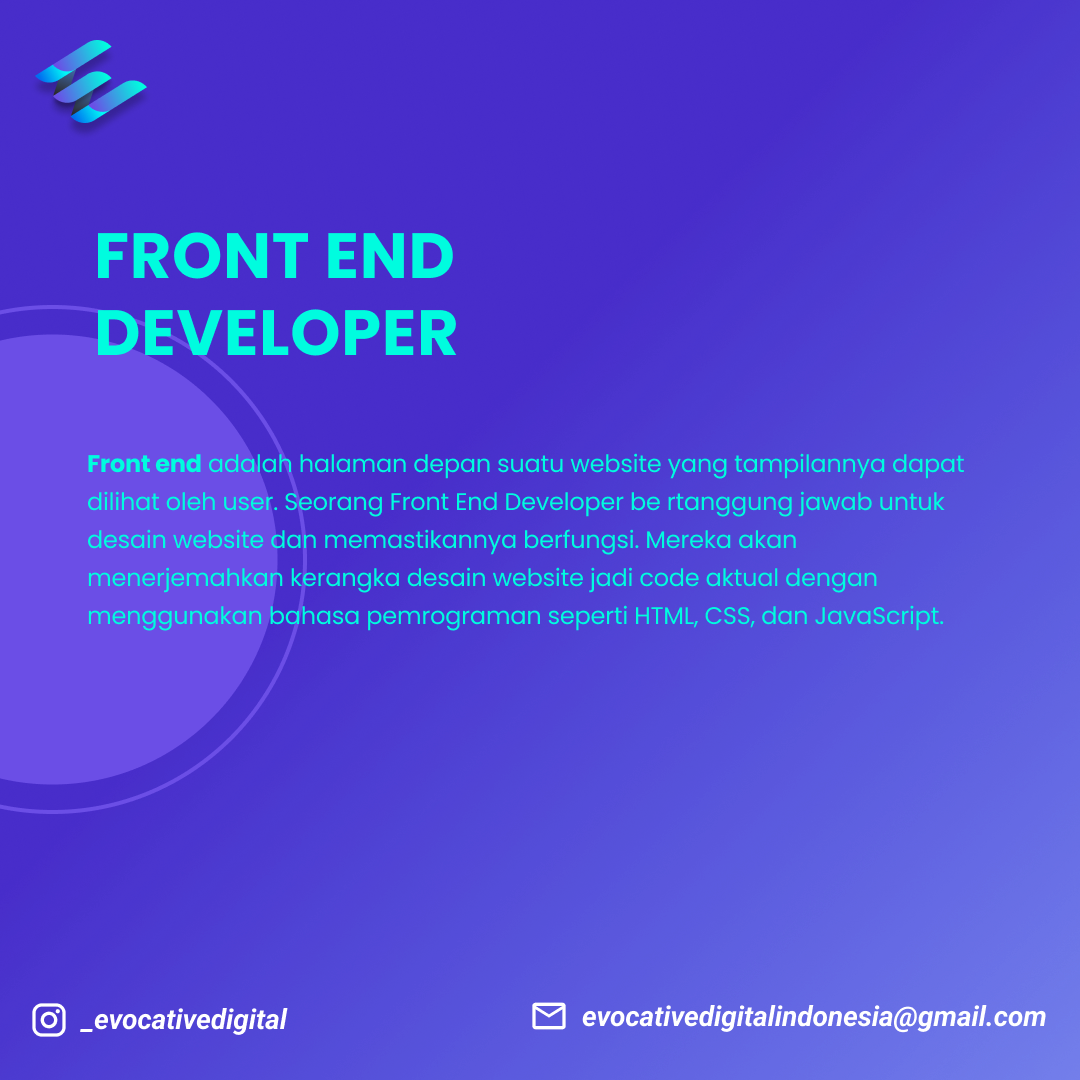 FRONT END
DEVELOPER
Front end adalah halaman depan suatu website yang tampilannya dapat
dilihat oleh user. Seorang Front End Developer be rtanggung jawab untuk
desain website dan memastikannya berfungsi. Mereka akan
menerjemahkan kerangka desain website jadi code aktual dengan
menggunakan bahasa pemrograman seperti HTML, CSS, dan JavaScript.
_evocativedigital
evocativedigitalindonesia@gmail.com